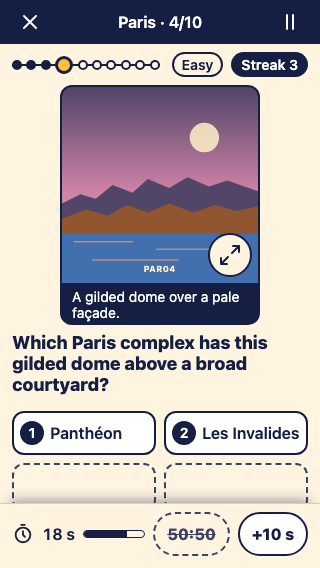 Paris · 4/10
Easy
Streak 3
PAR04
A gilded dome over a pale
façade.
Which Paris complex has this
gilded dome above a broad
courtyard?
1 Panthéon
2 Les Invalides
18 s
50:50
+10 s